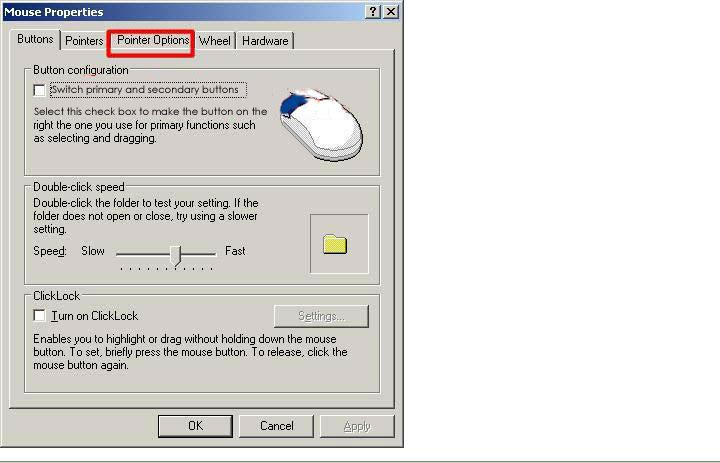 Mouse Properties
Buttons Pointers Pointer Options Wheel Hardware
Button configuration
Switch primary and secondary buttons
Select this check box to make the button on the
right the one you use for primary functions such
as selecting and dragging.
Double-click speed
Double-click the folder to test your setting. If the
folder does not open or close, try using a slower
setting.
Speed: Slow Fast
ClickLock
Turn on ClickLock Settings...
Enables you to highlight or drag without holding down the mouse
button. To set, briefly press the mouse button. To release, click the
mouse button again.
OK Cancel Apply